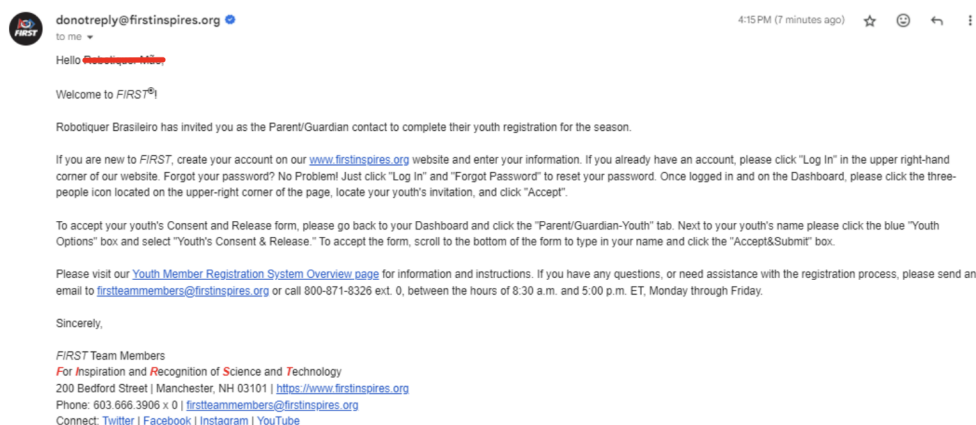 FIRST
donotreply@firstinspires.org
4:15 PM (7 minutes ago)
to me
Hello
Welcome to FIRST®!
Robotiquer Brasileiro has invited you as the Parent/Guardian contact to complete their youth registration for the season.
If you are new to FIRST, create your account on our www.firstinspires.org website and enter your information. If you already have an account, please click "Log In" in the upper right-hand
corner of our website. Forgot your password? No Problem! Just click "Log In" and "Forgot Password" to reset your password. Once logged in and on the Dashboard, please click the three-
people icon located on the upper-right corner of the page, locate your youth's invitation, and click "Accept".
To accept your youth's Consent and Release form, please go back to your Dashboard and click the "Parent/Guardian-Youth" tab. Next to your youth's name please click the blue "Youth
Options" box and select "Youth's Consent & Release." To accept the form, scroll to the bottom of the form to type in your name and click the "Accept&Submit" box.
Please visit our Youth Member Registration System Overview page for information and instructions. If you have any questions, or need assistance with the registration process, please send an
email to firstteammembers@firstinspires.org or call 800-871-8326 ext. 0, between the hours of 8:30 a.m. and 5:00 p.m. ET, Monday through Friday.
Sincerely,
FIRST Team Members
For Inspiration and Recognition of Science and Technology
200 Bedford Street | Manchester, NH 03101 | https://www.firstinspires.org
Phone: 603.666.3906 x 0 | firstteammembers@firstinspires.org
Connect: Twitter | Facebook | Instagram | YouTube